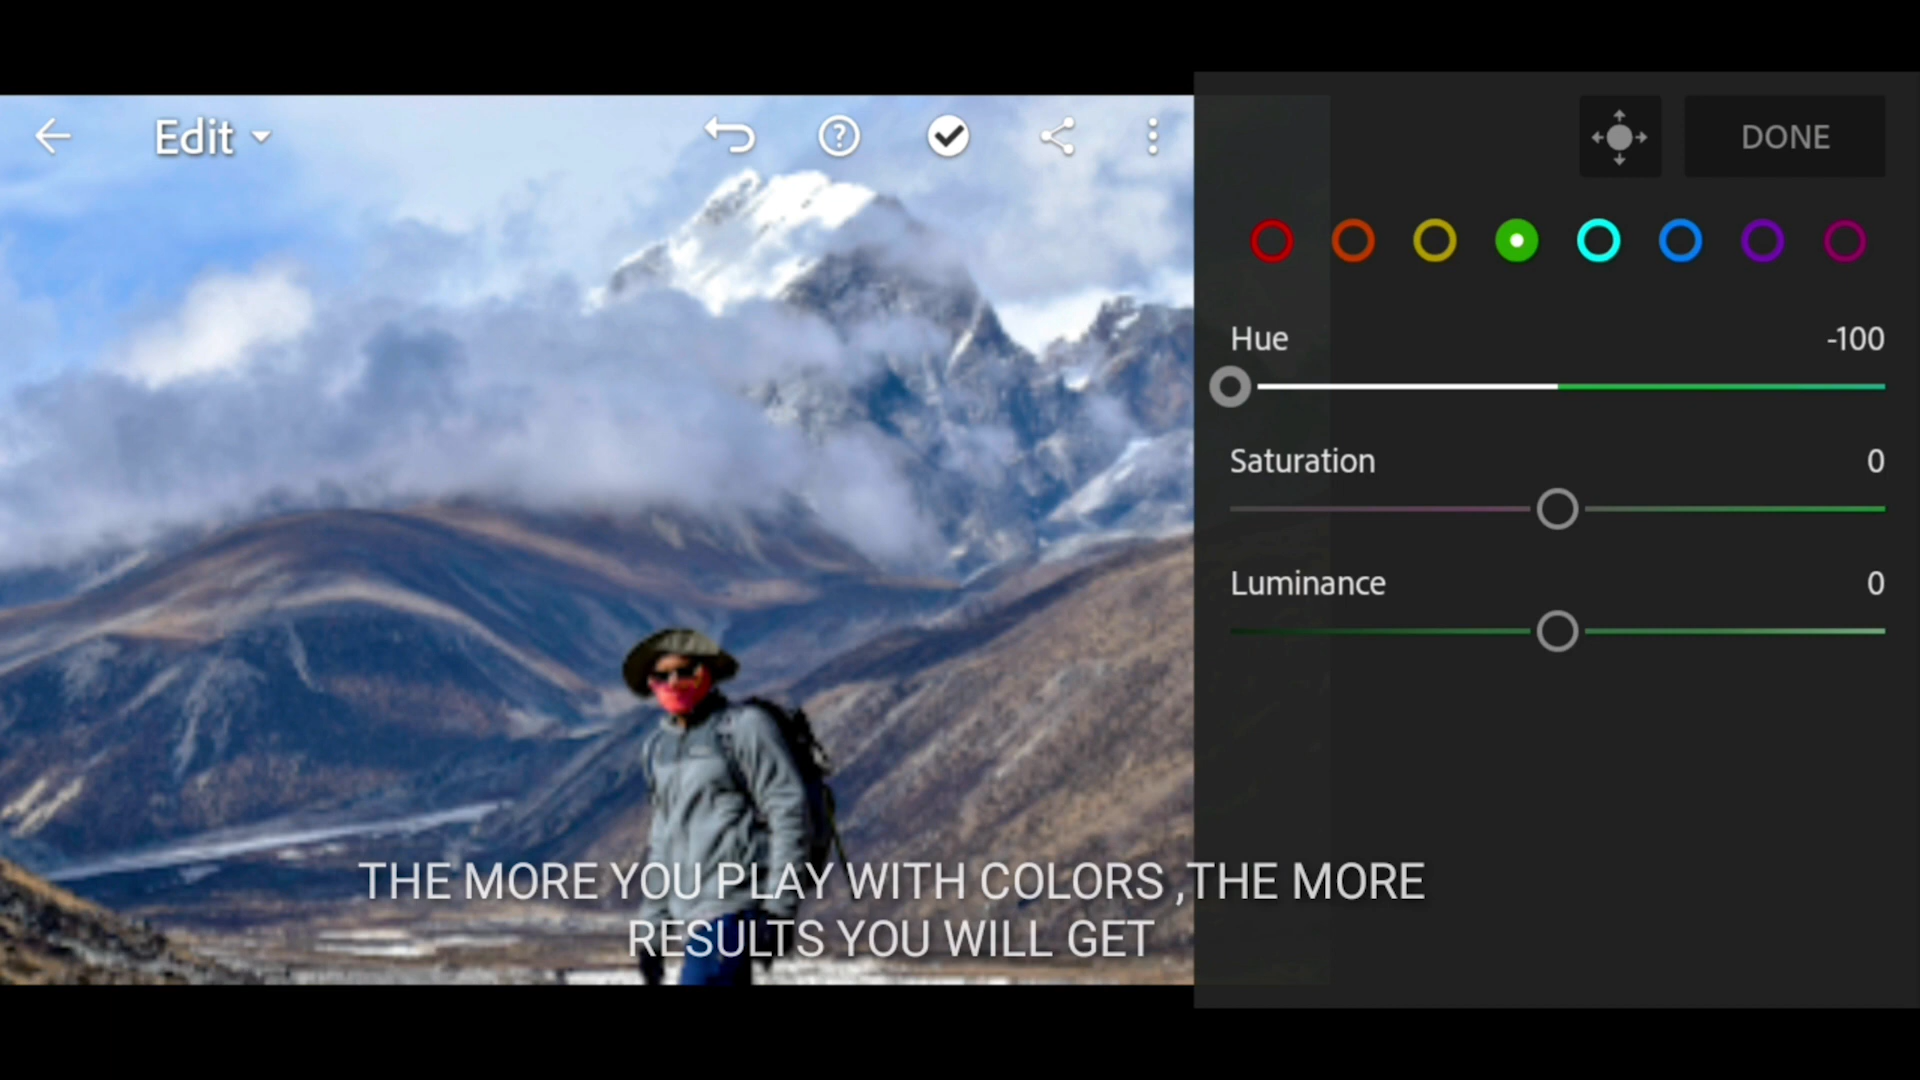 Edit
DONE
Hue -100
Saturation 0
Luminance 0
THE MORE YOU PLAY WITH COLORS ,THE MORE
RESULTS YOU WILL GET